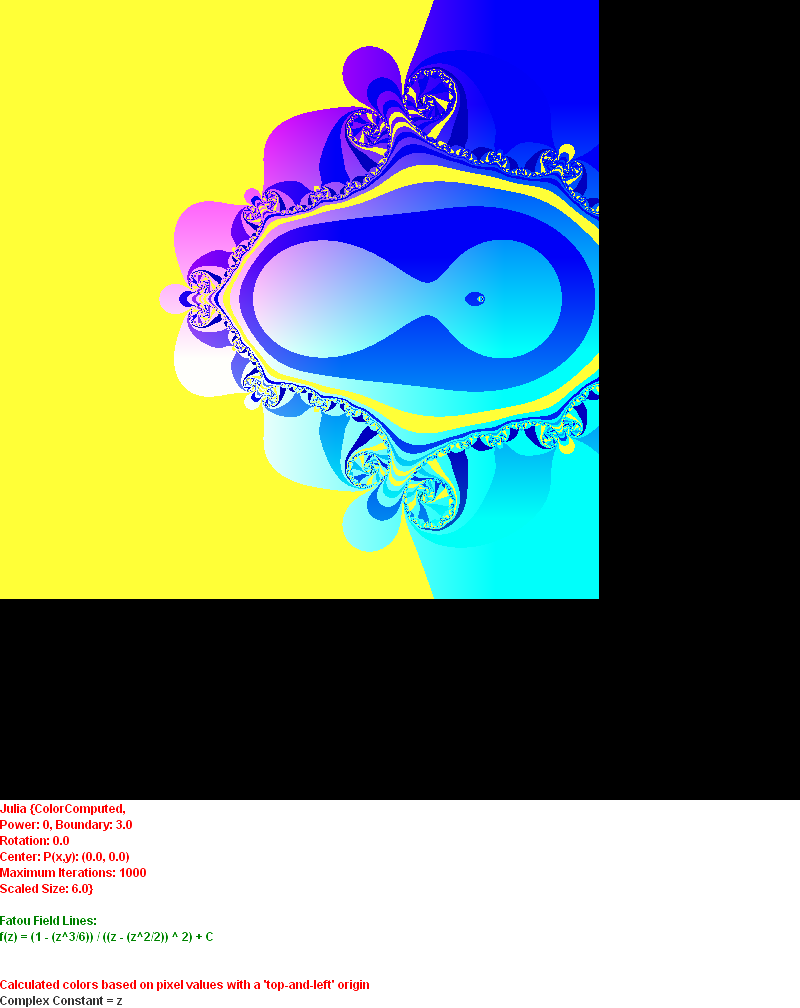 Julia {ColorComputed,
Power: 0, Boundary: 3.0
Rotation: 0.0
Center: P(x,y): (0.0, 0.0)
Maximum Iterations: 1000
Scaled Size: 6.0}
Fatou Field Lines:
f(z) = (1 - (z^3/6)) / ((z - (z^2/2)) ^ 2) + C
Calculated colors based on pixel values with a 'top-and-left' origin
Complex Constant = z